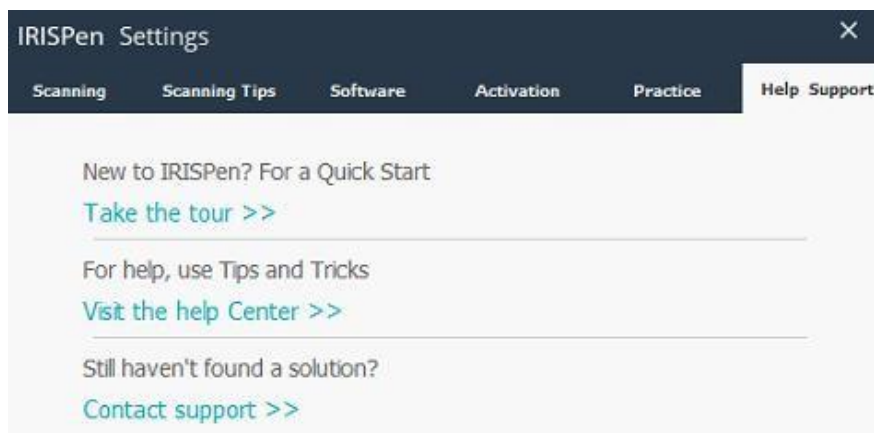 IRISPen Settings
Scanning Scanning Tips Software Activation Practice Help Support
New to IRISPen? For a Quick Start
Take the tour >>
For help, use Tips and Tricks
Visit the help Center >>
Still haven't found a solution?
Contact support >>